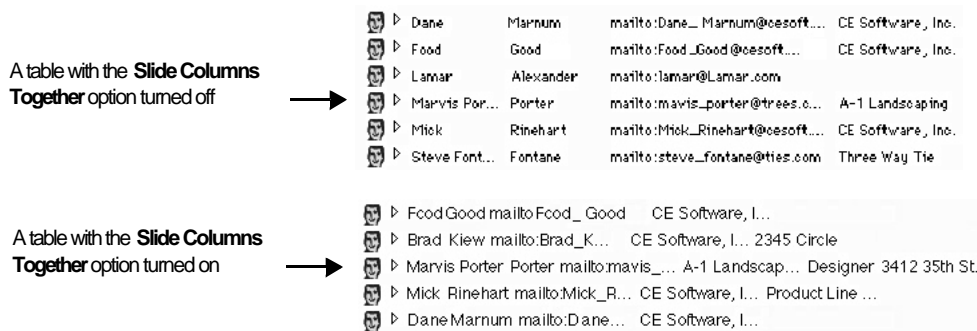 Dane Marnum mailto:Dane_ Marnum@cesoft.... CE Software, Inc.
Food Good mailto:Food_Good@cesoft.... CE Software, Inc.
Lamar Alexander mailto:lamar@Lamar.com
Marvis Por... Porter mailto:mavis_porter@trees.c... A-1 Landscaping
Mick Rinehart mailto:Mick_Rinehart@cesoft.... CE Software, Inc.
Steve Font... Fontane mailto:steve_fontane@ties.com Three Way Tie
A table with the Slide Columns
Together option turned off
Food Good mailto Food_ Good CE Software, I...
Brad Kiew mailto:Brad_K... CE Software, I... 2345 Circle
Marvis Porter Porter mailto:mavis_... A-1 Landscap... Designer 3412 35th St.
Mick Rinehart mailto:Mick_R... CE Software, I... Product Line ...
Dane Marnum mailto:Dane... CE Software, I...
A table with the Slide Columns
Together option turned on